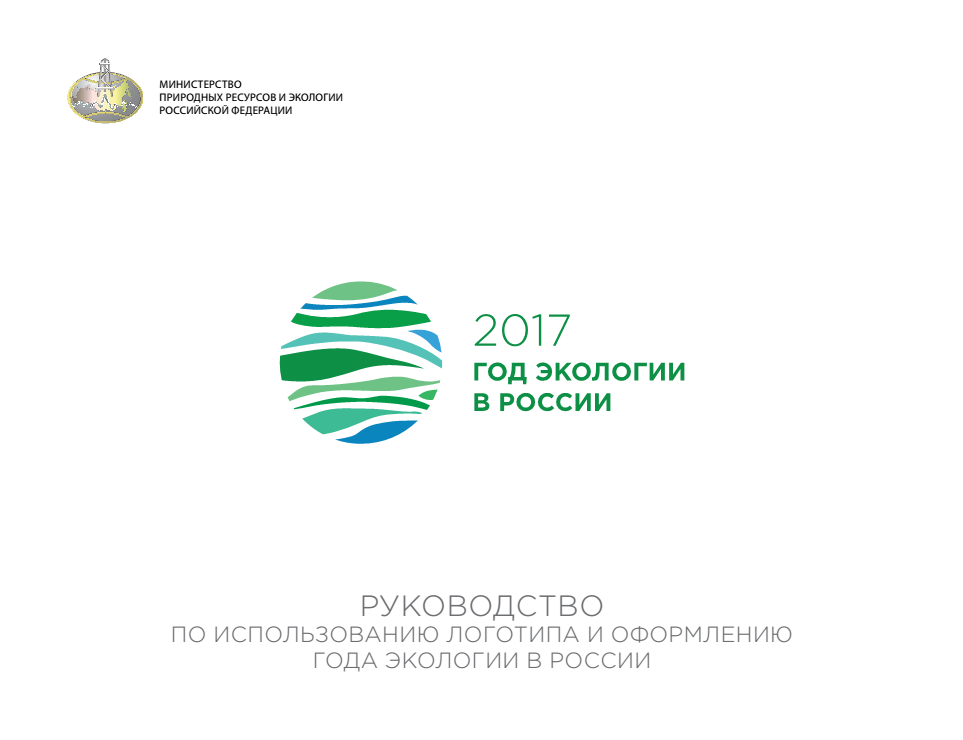 МИНИСТЕРСТВО
ПРИРОДНЫХ РЕСУРСОВ И ЭКОЛОГИИ
РОССИЙСКОЙ ФЕДЕРАЦИИ
2017
ГОД ЭКОЛОГИИ
В РОССИИ
РУКОВОДСТВО
ПО ИСПОЛЬЗОВАНИЮ ЛОГОТИПА И ОФОРМЛЕНИЮ
ГОДА ЭКОЛОГИИ В РОССИИ